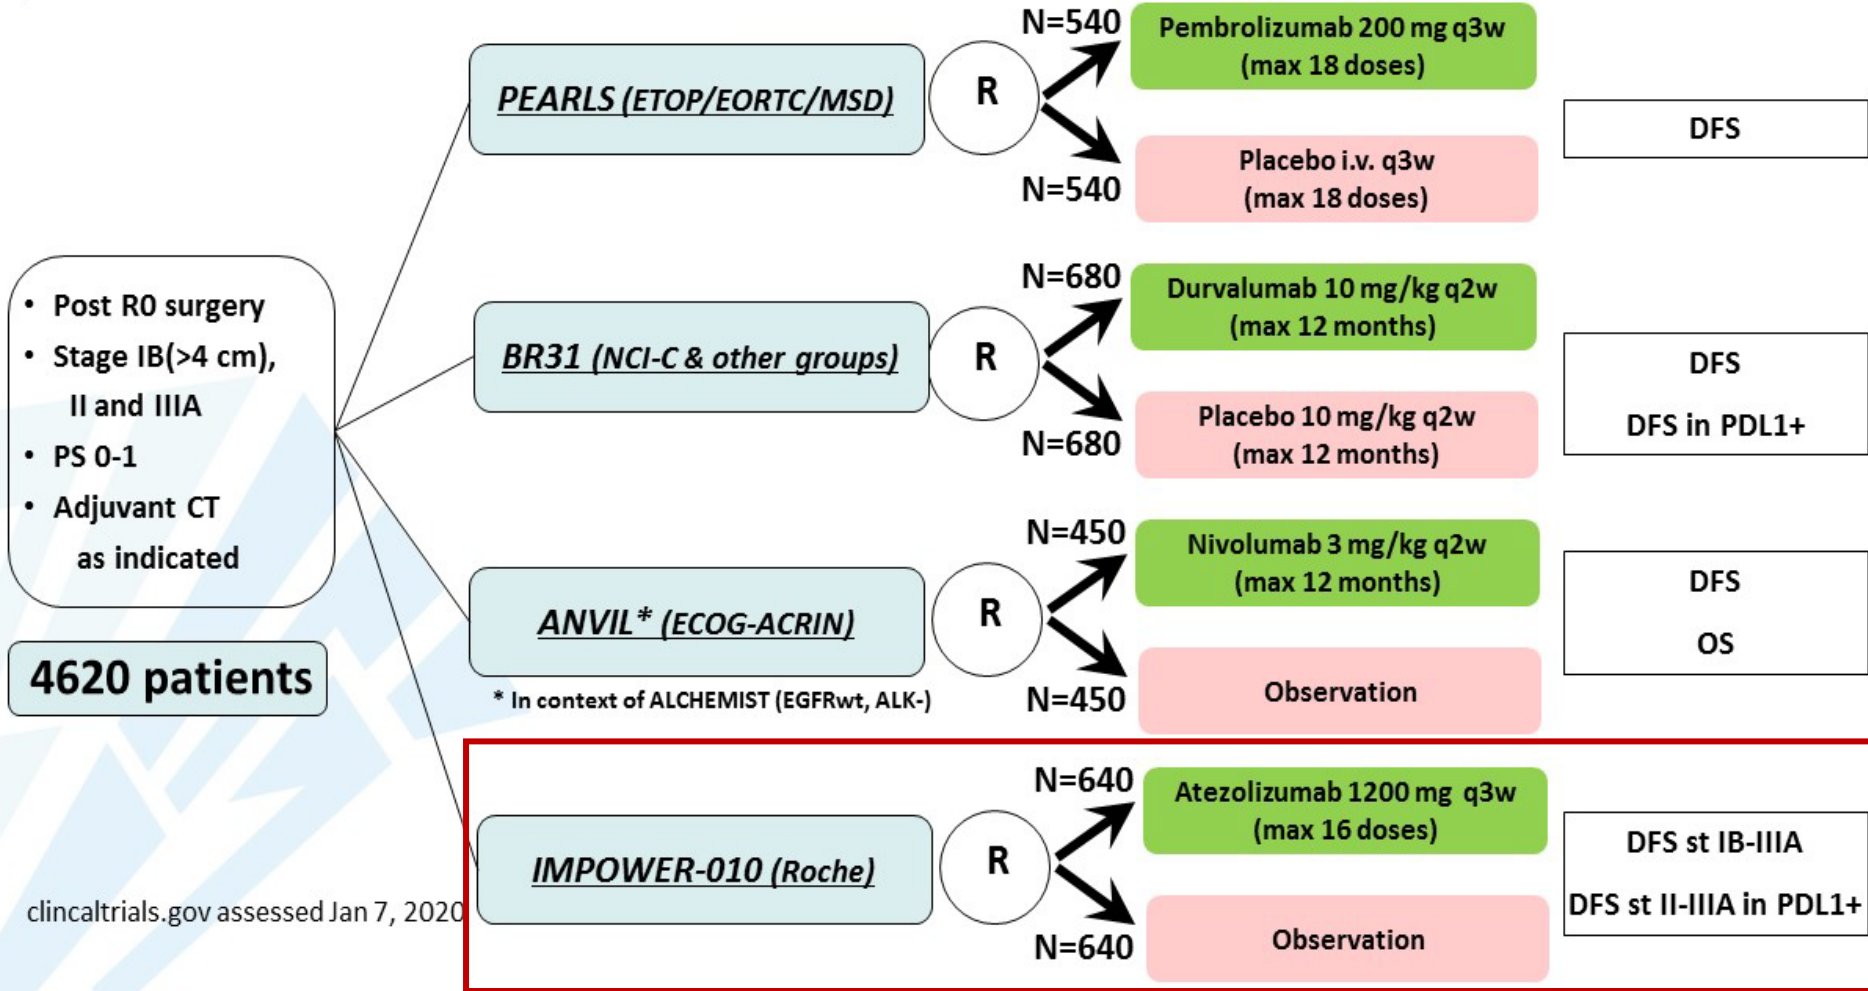 • Post R0 surgery
• Stage IB(>4 cm),
II and IIIA
• PS 0-1
• Adjuvant CT
as indicated
4620 patients
clincaltrials.gov assessed Jan 7, 2020
PEARLS (ETOP/EORTC/MSD)
R
N=540
Pembrolizumab 200 mg q3w
(max 18 doses)
N=540
Placebo i.v. q3w
(max 18 doses)
DFS
BR31 (NCI-C & other groups)
R
N=680
Durvalumab 10 mg/kg q2w
(max 12 months)
N=680
Placebo 10 mg/kg q2w
(max 12 months)
DFS
DFS in PDL1+
ANVIL* (ECOG-ACRIN)
* In context of ALCHEMIST (EGFRwt, ALK-)
R
N=450
Nivolumab 3 mg/kg q2w
(max 12 months)
N=450
Observation
DFS
OS
IMPOWER-010 (Roche)
R
N=640
Atezolizumab 1200 mg q3w
(max 16 doses)
N=640
Observation
DFS st IB-IIIA
DFS st II-IIIA in PDL1+